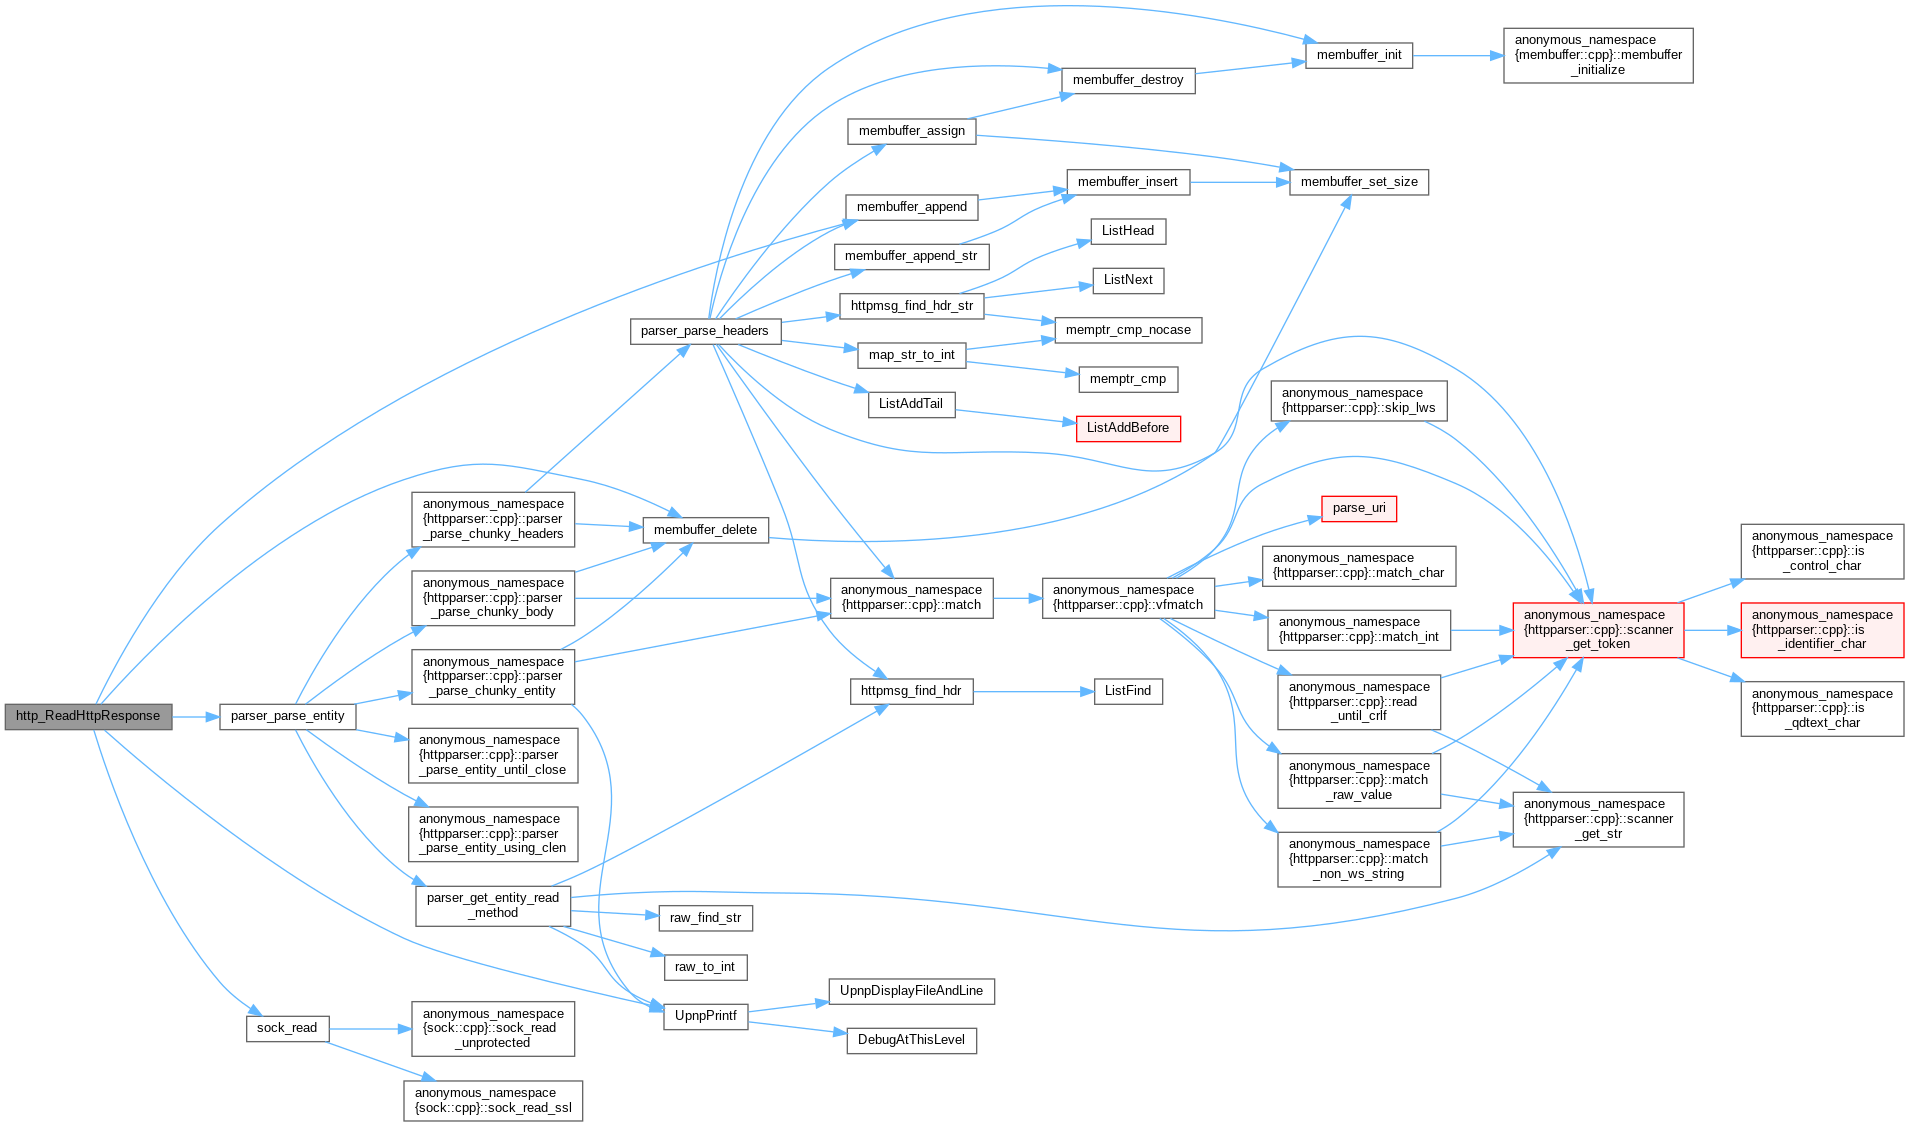 http_ReadHttpResponse
parser_parse_entity
sock_read
anonymous_namespace
{httpparser::cpp}::parser
_parse_chunky_headers
anonymous_namespace
{httpparser::cpp}::parser
_parse_chunky_body
anonymous_namespace
{httpparser::cpp}::parser
_parse_chunky_entity
anonymous_namespace
{httpparser::cpp}::parser
_parse_entity_until_close
anonymous_namespace
{httpparser::cpp}::parser
_parse_entity_using_clen
parser_get_entity_read
_method
anonymous_namespace
{sock::cpp}::sock_read
_unprotected
anonymous_namespace
{sock::cpp}::sock_read_ssl
parser_parse_headers
membuffer_delete
raw_find_str
raw_to_int
UpnpPrintf
membuffer_assign
membuffer_append
membuffer_append_str
httpmsg_find_hdr_str
map_str_to_int
ListAddTail
anonymous_namespace
{httpparser::cpp}::match
httpmsg_find_hdr
UpnpDisplayFileAndLine
DebugAtThisLevel
membuffer_destroy
membuffer_insert
ListHead
ListNext
memptr_cmp_nocase
memptr_cmp
ListAddBefore
anonymous_namespace
{httpparser::cpp}::vfmatch
ListFind
membuffer_init
membuffer_set_size
anonymous_namespace
{httpparser::cpp}::skip_lws
parse_uri
anonymous_namespace
{httpparser::cpp}::match_char
anonymous_namespace
{httpparser::cpp}::match_int
anonymous_namespace
{httpparser::cpp}::read
_until_crlf
anonymous_namespace
{httpparser::cpp}::match
_raw_value
anonymous_namespace
{httpparser::cpp}::match
_non_ws_string
anonymous_namespace
{membuffer::cpp}::membuffer
_initialize
anonymous_namespace
{httpparser::cpp}::scanner
_get_token
anonymous_namespace
{httpparser::cpp}::scanner
_get_str
anonymous_namespace
{httpparser::cpp}::is
_control_char
anonymous_namespace
{httpparser::cpp}::is
_identifier_char
anonymous_namespace
{httpparser::cpp}::is
_qdtext_char